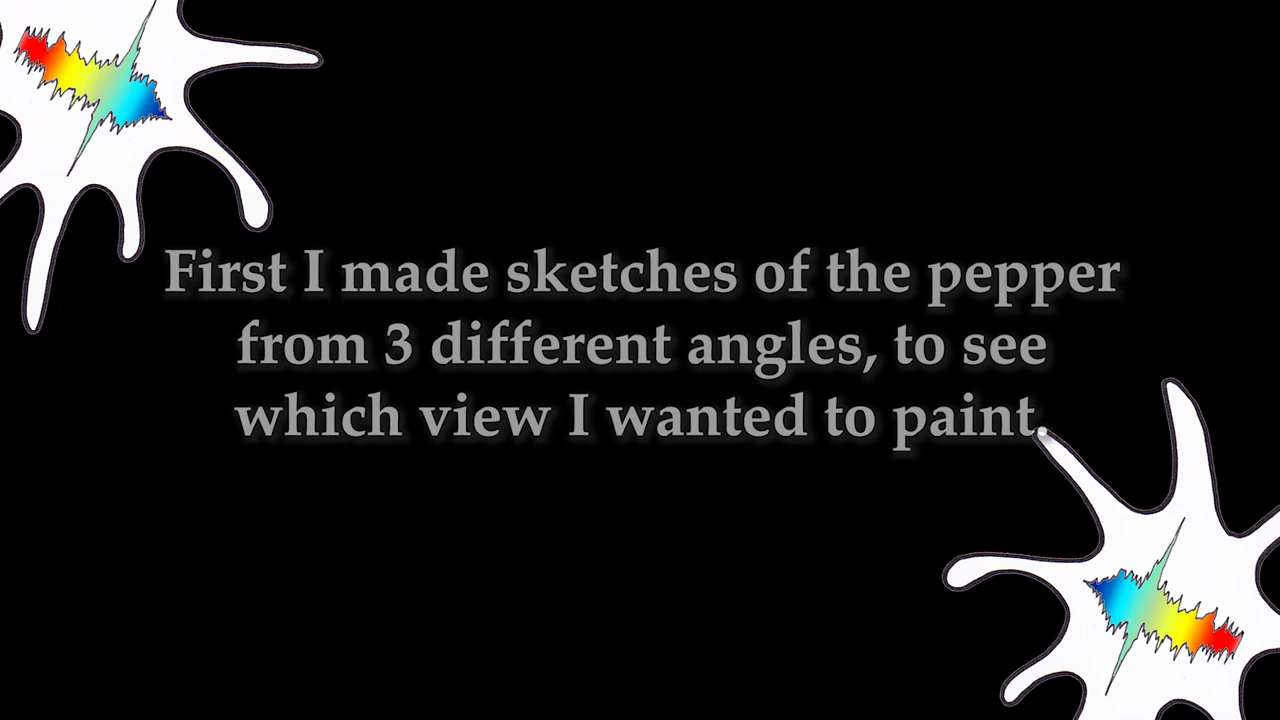 First I made sketches of the pepper
from 3 different angles, to see
which view I wanted to paint.